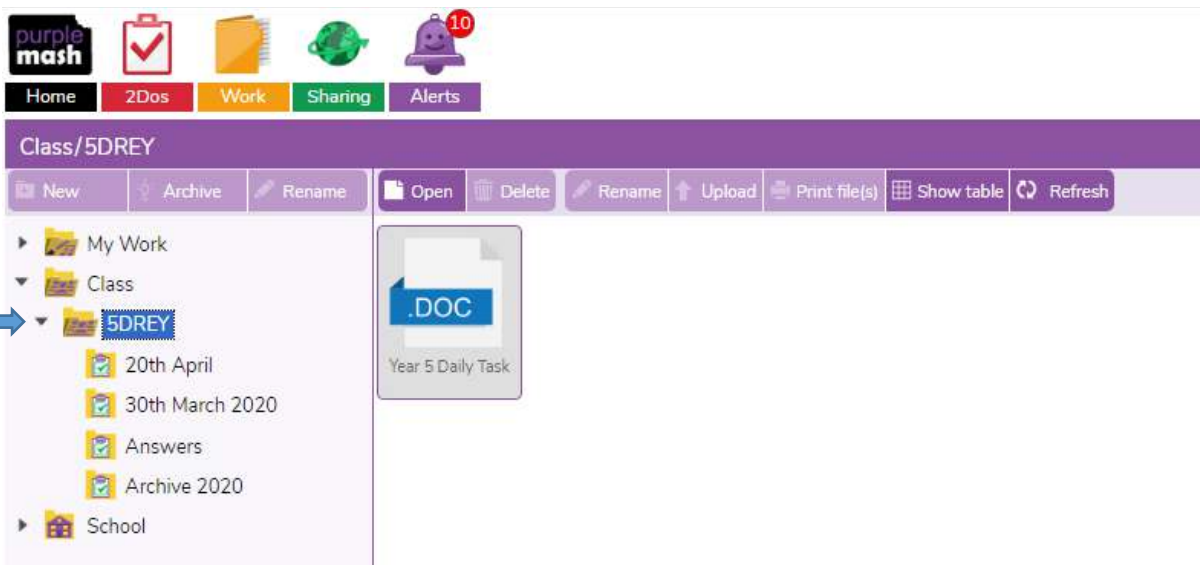 purple
mash
10
Home 2Dos Work Sharing Alerts
Class/5DREY
New Archive Rename Open Delete Rename Upload Print file(s) Show table Refresh
My Work
Class
5DREY
20th April
30th March 2020
Answers
Archive 2020
School
.DOC
Year 5 Daily Task